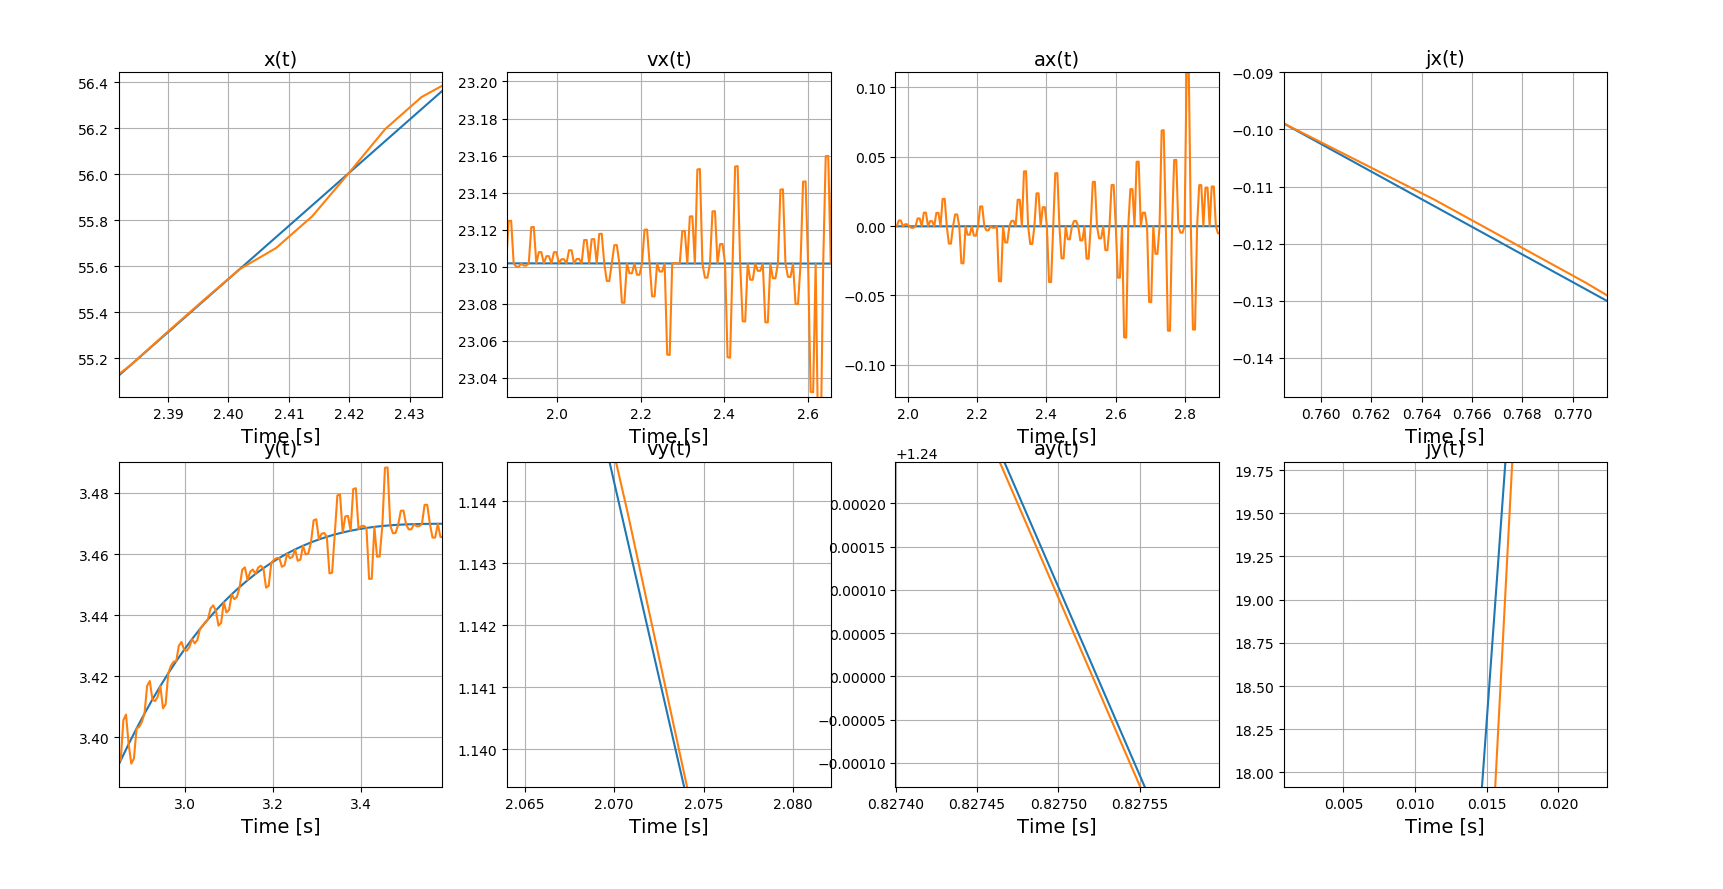 x(t)
56.4
56.2
56.0
55.8
55.6
55.4
55.2
2.39 2.40 2.41 2.42 2.43
Time [s]
vx(t)
23.20
23.18
23.16
23.14
23.12
23.10
23.08
23.06
23.04
2.0 2.2 2.4 2.6
Time [s]
ax(t)
0.10
0.05
0.00
−0.05
−0.10
2.0 2.2 2.4 2.6 2.8
Time [s]
jx(t)
−0.09
−0.10
−0.11
−0.12
−0.13
−0.14
0.760 0.762 0.764 0.766 0.768 0.770
Time [s]
y(t)
3.48
3.46
3.44
3.42
3.40
3.0 3.2 3.4
Time [s]
vy(t)
1.144
1.143
1.142
1.141
1.140
2.065 2.070 2.075 2.080
Time [s]
ay(t)
+1.24
0.00020
0.00015
0.00010
0.00005
0.00000
−0.00005
−0.00010
0.82740 0.82745 0.82750 0.82755
Time [s]
jy(t)
19.75
19.50
19.25
19.00
18.75
18.50
18.25
18.00
0.005 0.010 0.015 0.020
Time [s]